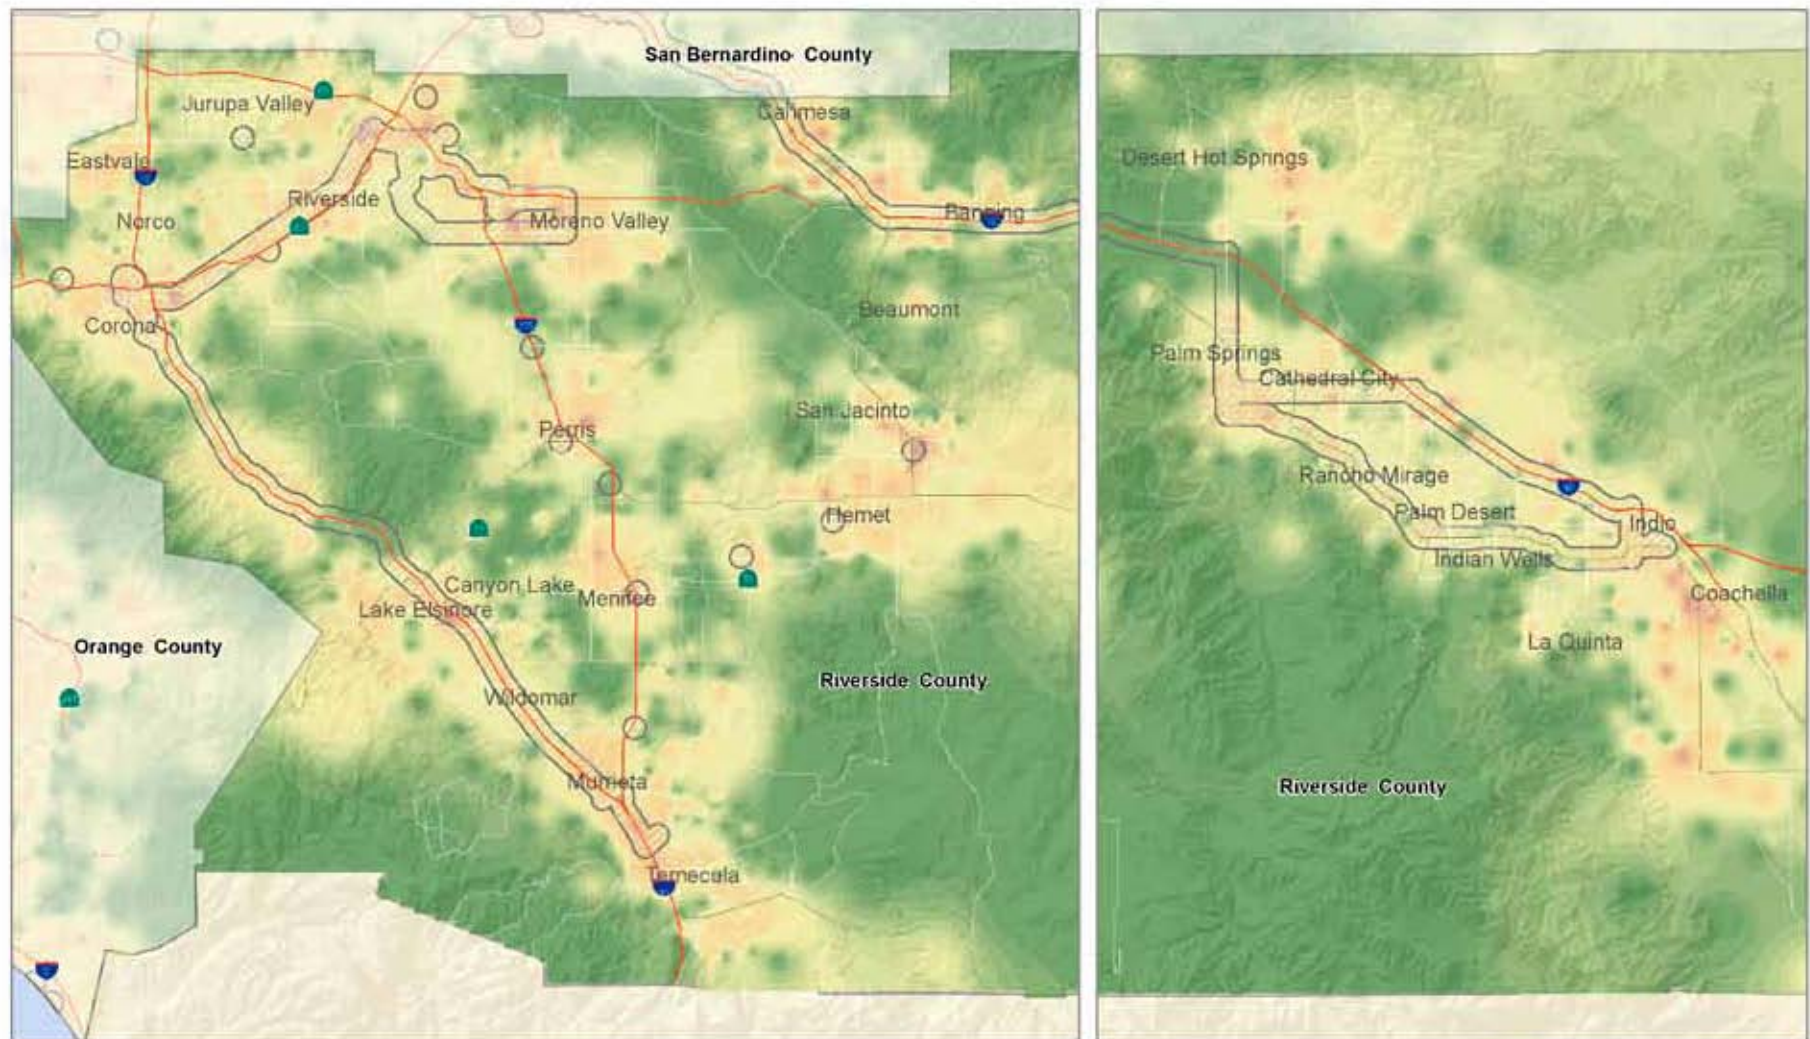 San Bernardino County
Jurupa Valley
Calimesa
Eastvale
Riverside
Norco
Moreno Valley
Banning
Beaumont
Corona
San Jacinto
Perris
Hemet
Canyon Lake
Menifee
Lake Elsinore
Orange County
Riverside County
Wildomar
Murrieta
Temecula
Desert Hot Springs
Palm Springs
Cathedral City
Rancho Mirage
Palm Desert
Indio
Indian Wells
Coachella
La Quinta
Riverside County